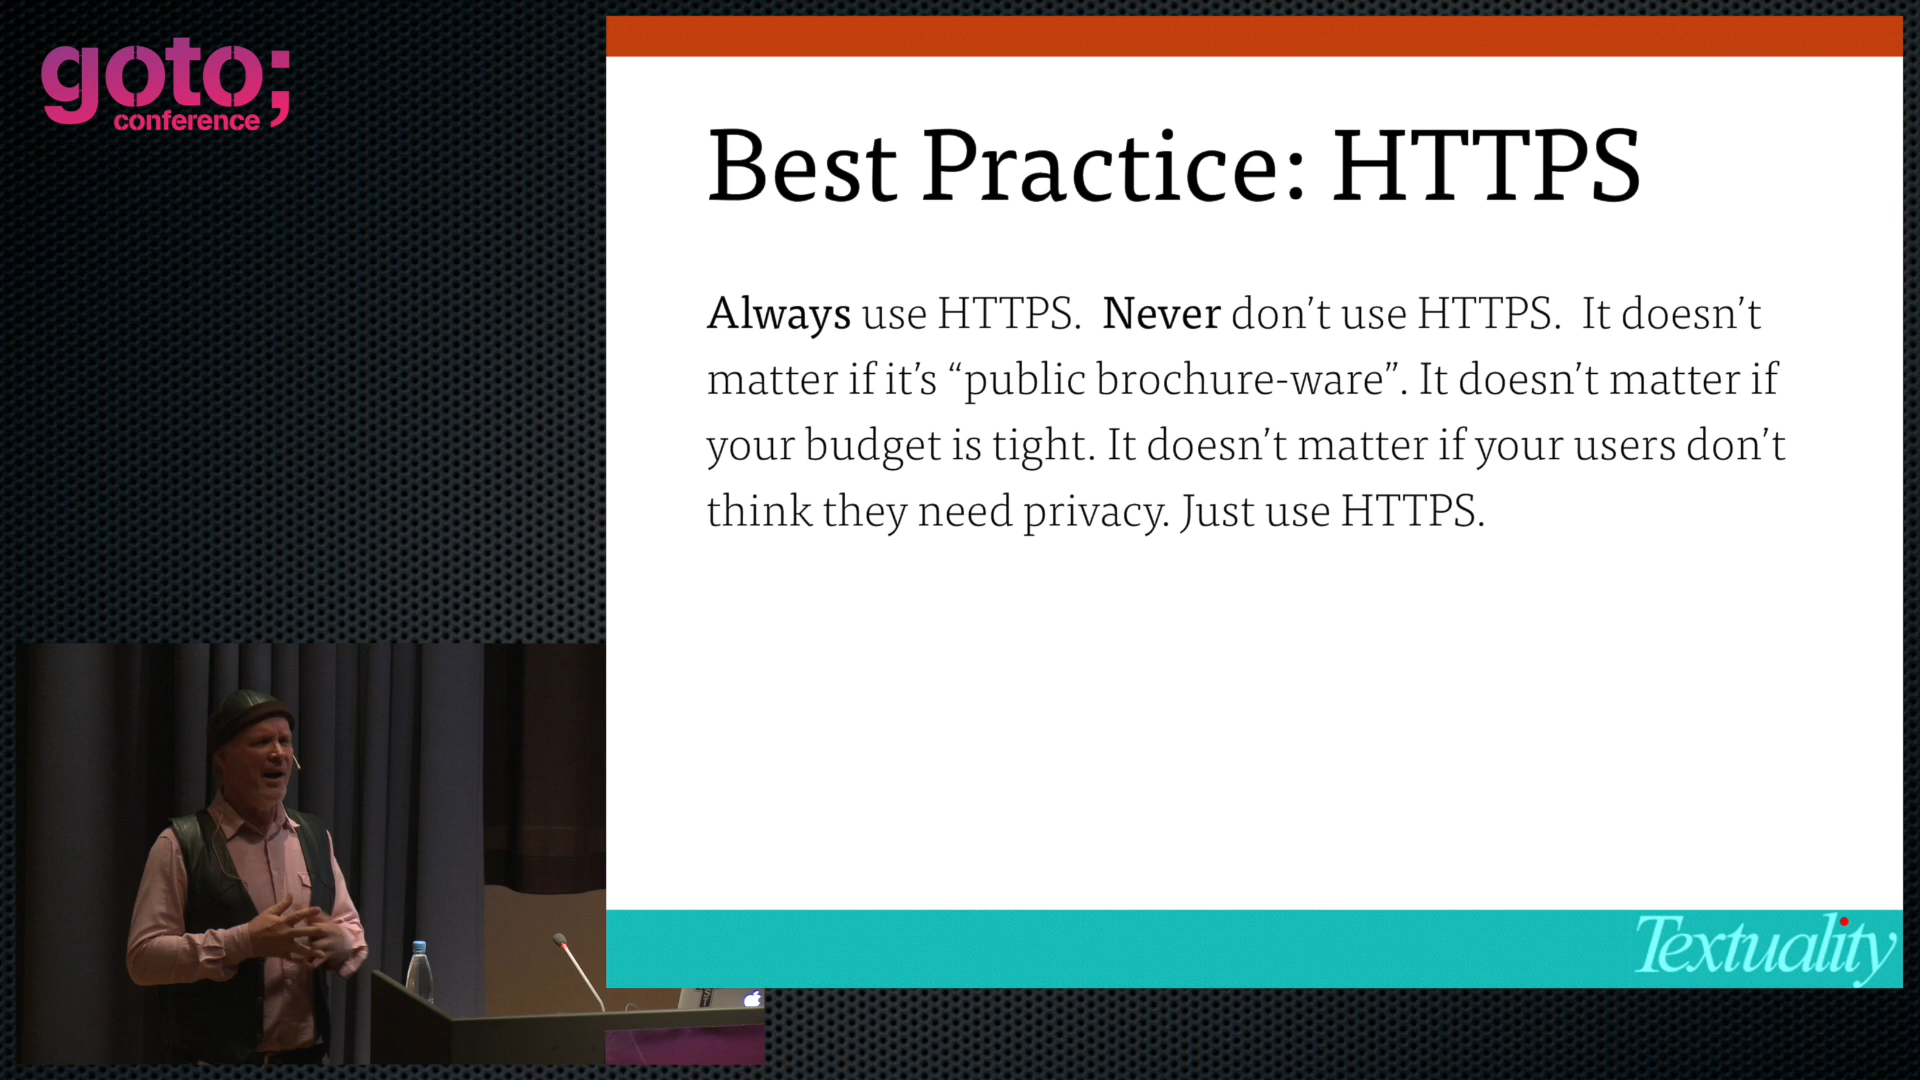 goto;
conference
Best Practice: HTTPS
Always use HTTPS.  Never don’t use HTTPS.  It doesn’t
matter if it’s “public brochure-ware”. It doesn’t matter if
your budget is tight. It doesn’t matter if your users don’t
think they need privacy. Just use HTTPS.
Textuality